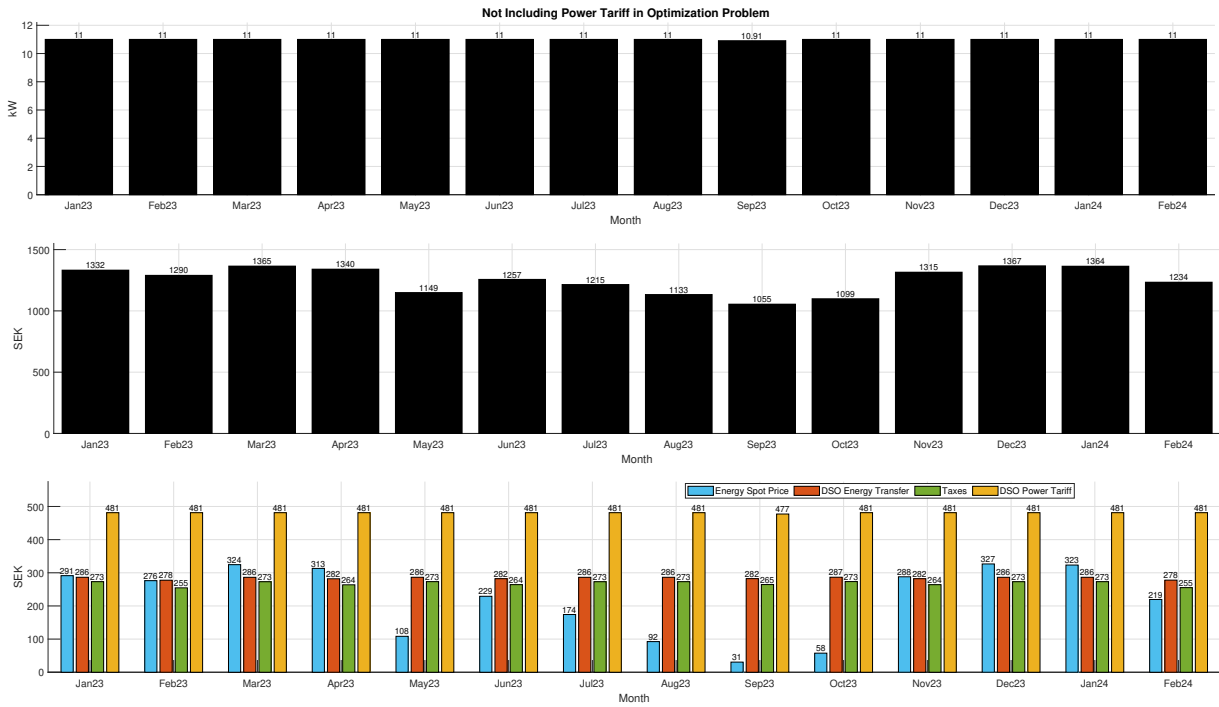 Not Including Power Tariff in Optimization Problem
12
10
8
6
4
2
0
kW
11 11 11 11 11 11 11 11 10.91 11 11 11 11 11
Jan23 Feb23 Mar23 Apr23 May23 Jun23 Jul23 Aug23 Sep23 Oct23 Nov23 Dec23 Jan24 Feb24
Month
1500
1000
500
0
SEK
1332 1290 1365 1340 1149 1257 1215 1133 1055 1099 1315 1367 1364 1234
Jan23 Feb23 Mar23 Apr23 May23 Jun23 Jul23 Aug23 Sep23 Oct23 Nov23 Dec23 Jan24 Feb24
Month
Energy Spot Price DSO Energy Transfer Taxes DSO Power Tariff
500
400
300
200
100
0
SEK
291 286 273 481 276 278 255 481 324 286 273 481 313 282 264 481 108 286 273 481 229 282 264 481 174 286 273 481 92 286 273 481 31 282 265 477 58 287 273 481 288 282 264 481 327 286 273 481 323 286 273 481 219 278 255 481
Jan23 Feb23 Mar23 Apr23 May23 Jun23 Jul23 Aug23 Sep23 Oct23 Nov23 Dec23 Jan24 Feb24
Month